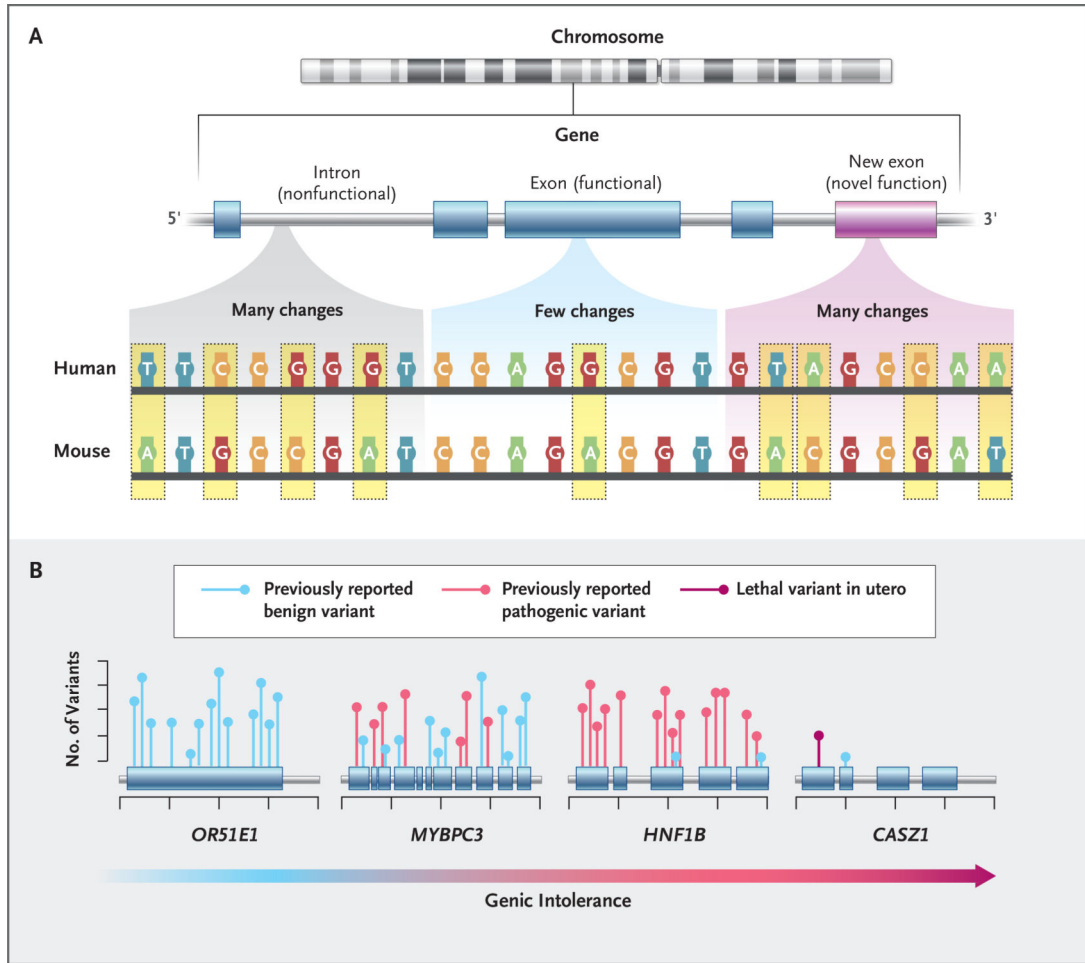 A
Chromosome
Gene
Intron
(nonfunctional)
Exon (functional)
New exon
(novel function)
5'
3'
Many changes
Few changes
Many changes
Human
T T C C G G G T C C A G G C G T G T A G C C A A
Mouse
A T G C C G A T C C A G A C G T G A C G C G A T
B
Previously reported
benign variant
Previously reported
pathogenic variant
Lethal variant in utero
No. of Variants
OR51E1
MYBPC3
HNF1B
CASZ1
Genic Intolerance